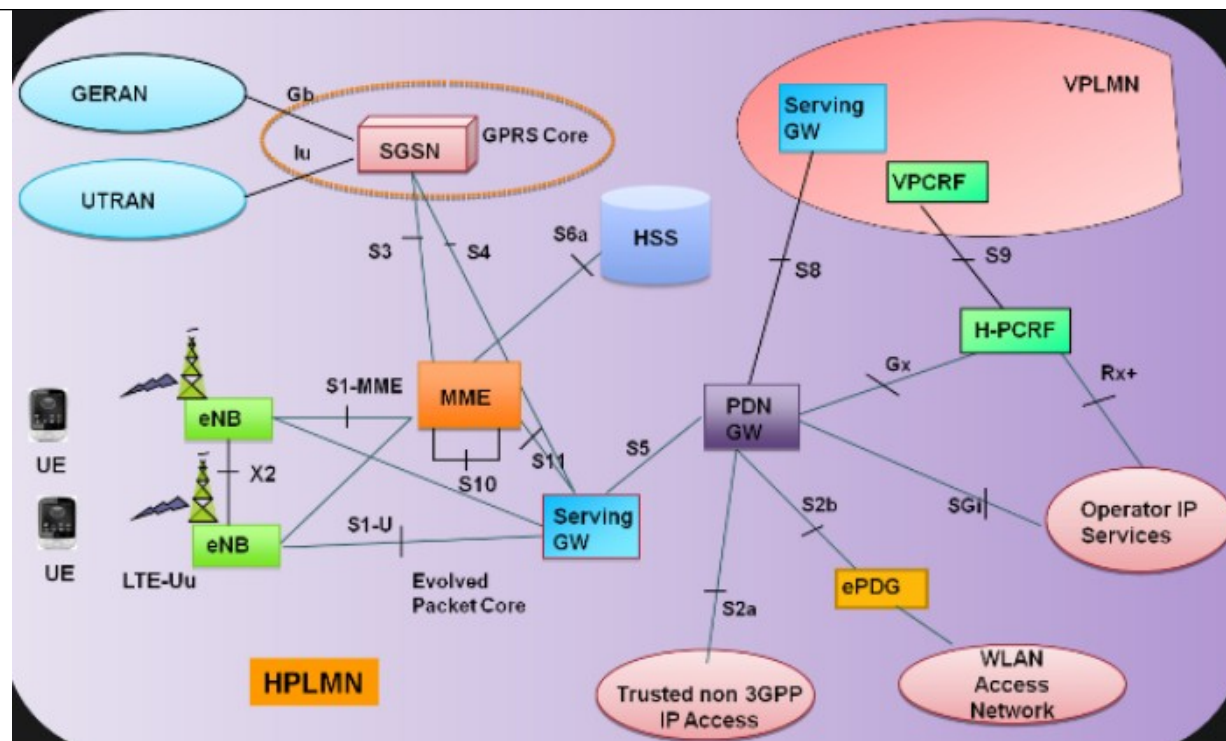 GERAN
Gb
Iu
SGSN
GPRS Core
UTRAN
Serving
GW
VPLMN
VPCRF
S3
S4
S6a
HSS
S8
S9
H-PCRF
Gx
Rx+
S1-MME
MME
eNB
UE
X2
S10
S11
S5
PDN
GW
S1-U
Serving
GW
eNB
UE
LTE-Uu
Evolved
Packet Core
S2b
SGi
Operator IP
Services
ePDG
S2a
HPLMN
Trusted non 3GPP
IP Access
WLAN
Access
Network